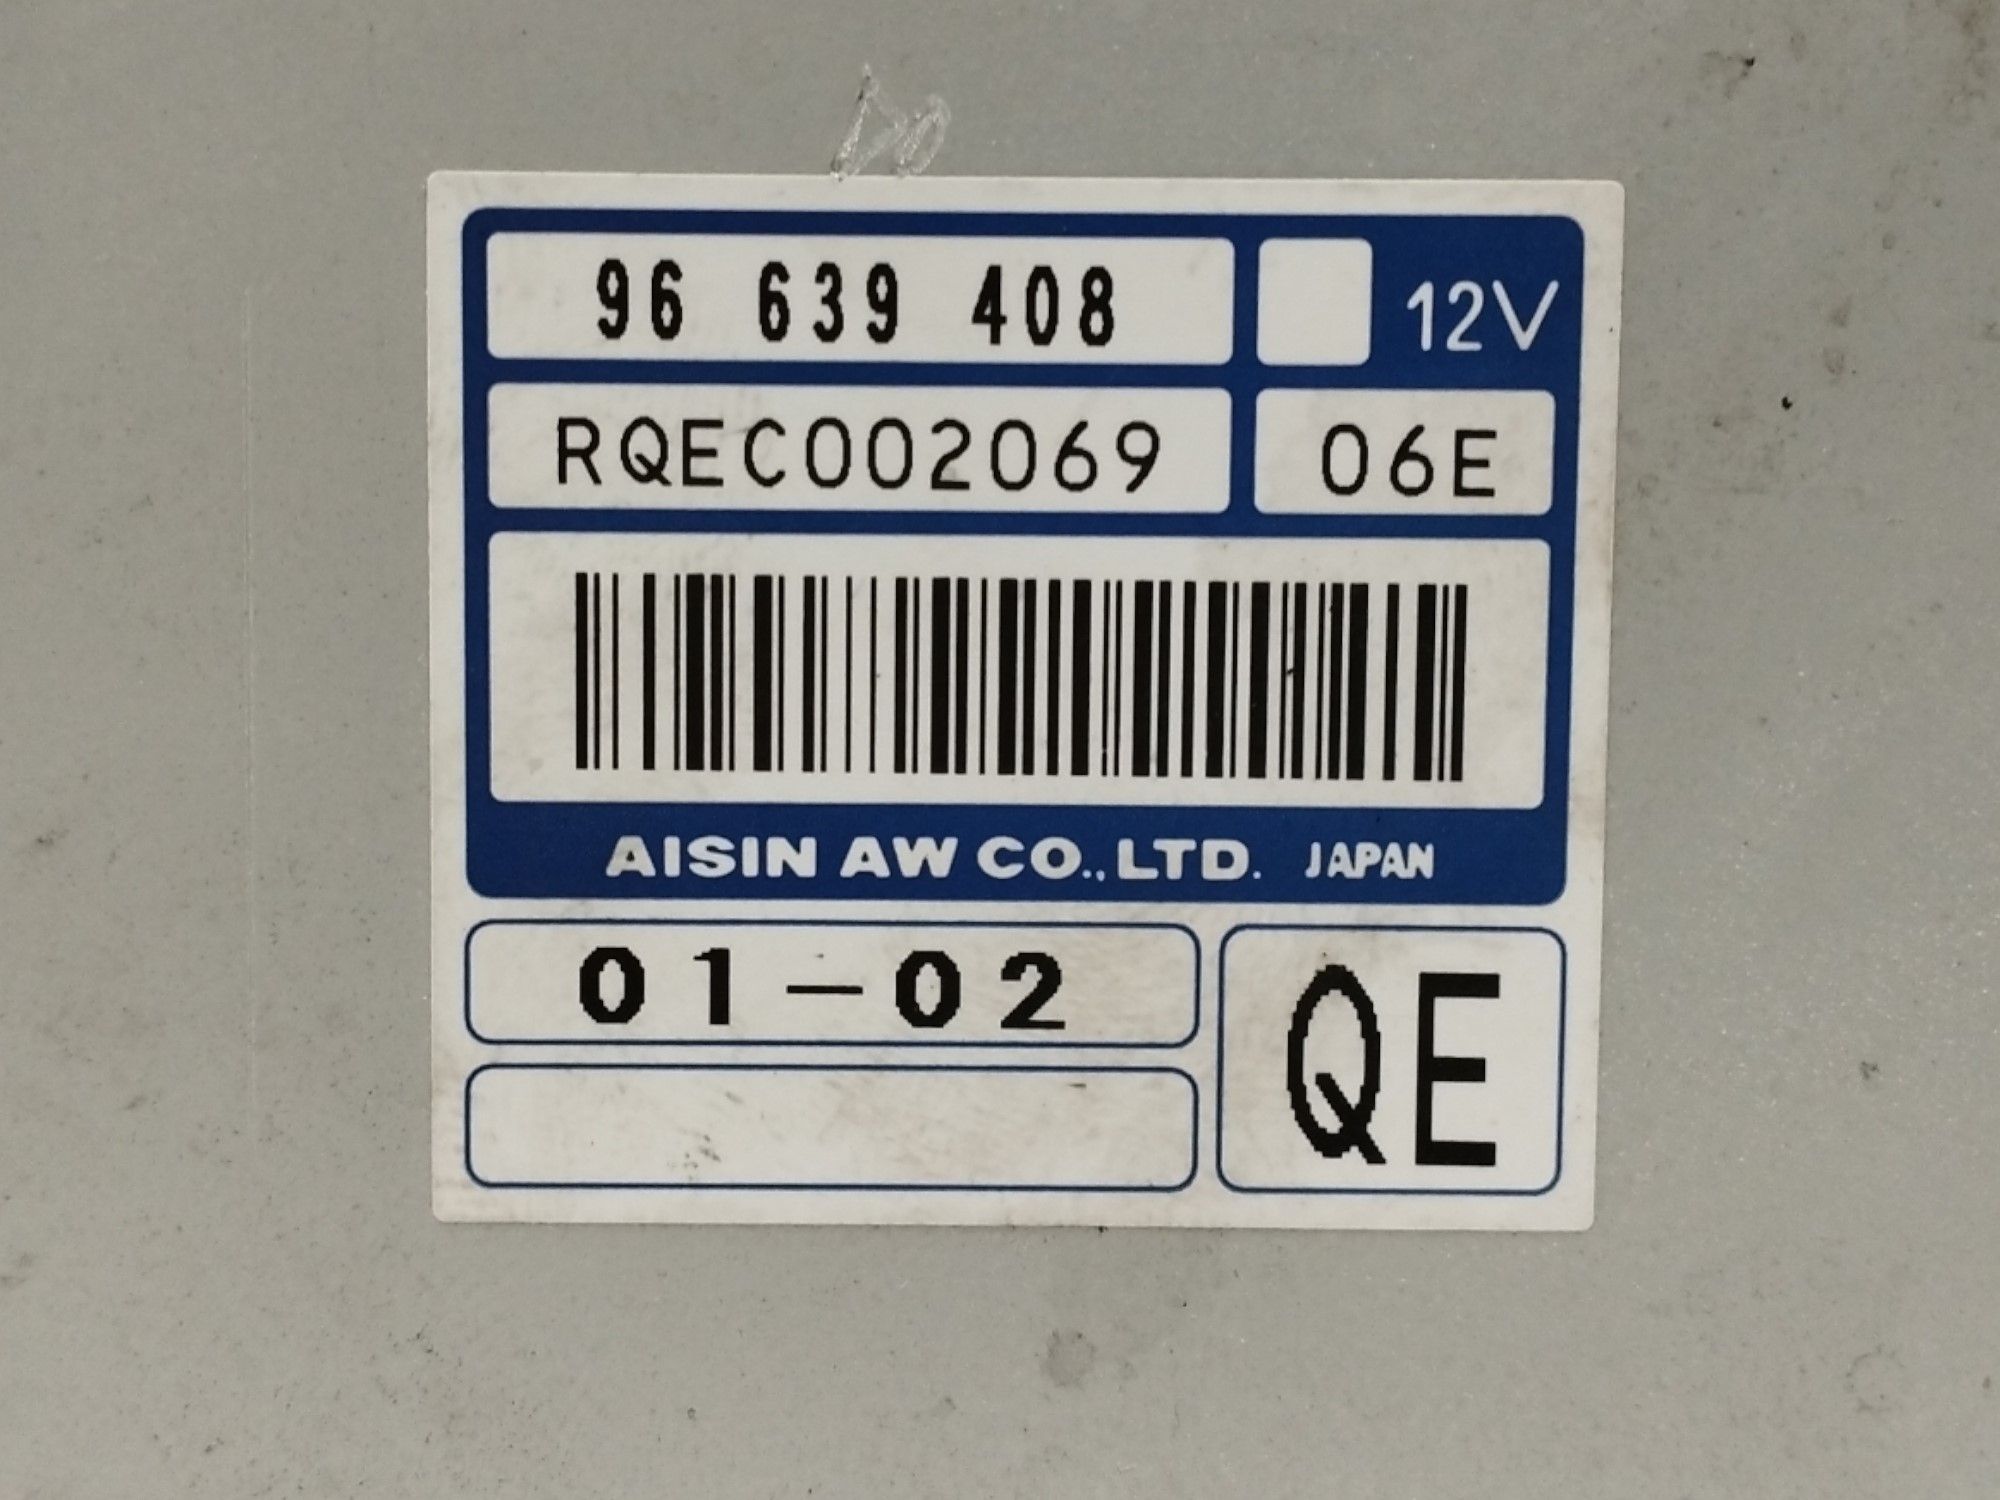 96 639 408 12V
RQEC002069 06E
AISIN AW CO.,LTD. JAPAN
01-02
QE